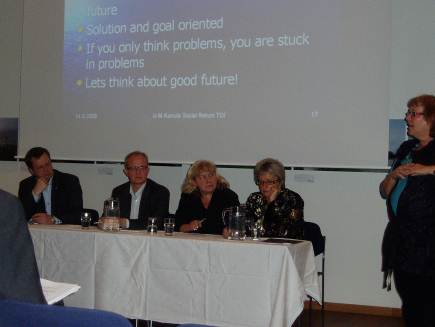 future
Solution and goal oriented
If you only think problems, you are stuck
in problems
Lets think about good future!
17